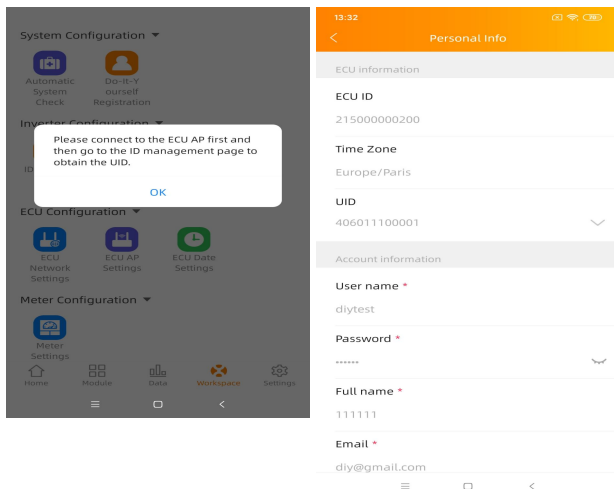 System Configuration
Automatic
System
Check
Do-It-Y
ourself
Registration
Inverter Configuration
Please connect to the ECU AP first and
then go to the ID management page to
obtain the UID.
OK
ECU Configuration
ECU
Network
Settings
ECU AP
Settings
ECU Date
Settings
Meter Configuration
Meter
Settings
Home
Module
Data
Workspace
Settings
13:32
Personal Info
ECU information
ECU ID
215000000200
Time Zone
Europe/Paris
UID
406011100001
Account information
User name *
diytest
Password *
••••••
Full name *
111111
Email *
diy@gmail.com